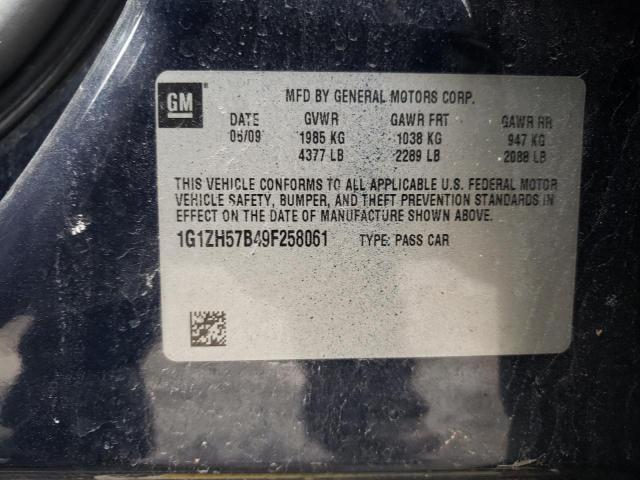 GM ®
MFD BY GENERAL MOTORS CORP.
DATE GVWR GAWR FRT GAWR RR
05/09 1985 KG 1038 KG 947 KG
4377 LB 2289 LB 2088 LB
THIS VEHICLE CONFORMS TO ALL APPLICABLE U.S. FEDERAL MOTOR
VEHICLE SAFETY, BUMPER, AND THEFT PREVENTION STANDARDS IN
EFFECT ON THE DATE OF MANUFACTURE SHOWN ABOVE.
1G1ZH57B49F258061 TYPE: PASS CAR